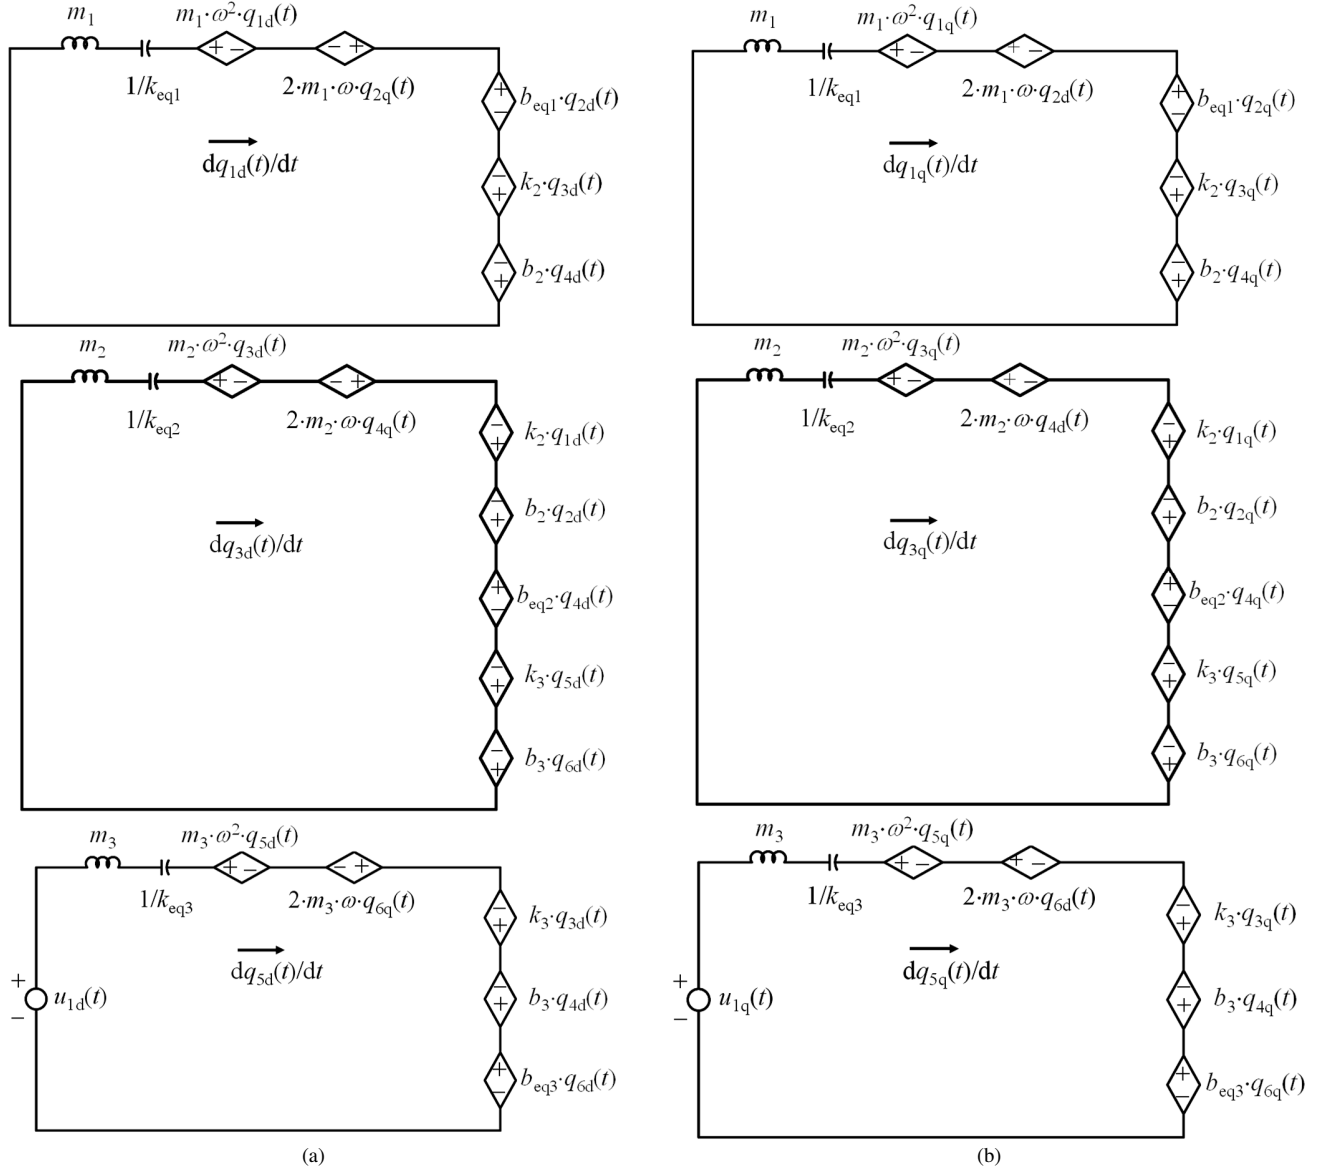 m₁ m₁·ω²·q₁d(t)
1/keq1 2·m₁·ω·q₂q(t)
+ − − +
beq1·q₂d(t)
+ −
dq₁d(t)/dt
k₂·q₃d(t)
− +
b₂·q₄d(t)
− +
m₂ m₂·ω²·q₃d(t)
1/keq2 2·m₂·ω·q₄q(t)
+ − − +
k₂·q₁d(t)
− +
b₂·q₂d(t)
− +
dq₃d(t)/dt
beq2·q₄d(t)
+ −
k₃·q₅d(t)
− +
b₃·q₆d(t)
− +
m₃ m₃·ω²·q₅d(t)
1/keq3 2·m₃·ω·q₆q(t)
+ − − +
k₃·q₃d(t)
− +
dq₅d(t)/dt
+
u₁d(t)
−
b₃·q₄d(t)
− +
beq3·q₆d(t)
+ −
(a)
m₁ m₁·ω²·q₁q(t)
1/keq1 2·m₁·ω·q₂d(t)
+ − + −
beq1·q₂q(t)
+ −
dq₁q(t)/dt
k₂·q₃q(t)
− +
b₂·q₄q(t)
− +
m₂ m₂·ω²·q₃q(t)
1/keq2 2·m₂·ω·q₄d(t)
+ − + −
k₂·q₁q(t)
− +
b₂·q₂q(t)
− +
dq₃q(t)/dt
beq2·q₄q(t)
+ −
k₃·q₅q(t)
− +
b₃·q₆q(t)
− +
m₃ m₃·ω²·q₅q(t)
1/keq3 2·m₃·ω·q₆d(t)
+ − + −
k₃·q₃q(t)
− +
dq₅q(t)/dt
+
u₁q(t)
−
b₃·q₄q(t)
− +
beq3·q₆q(t)
+ −
(b)